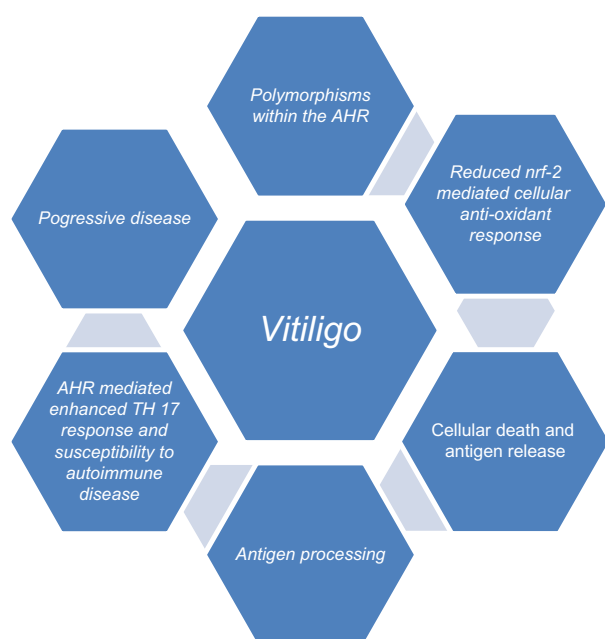 Polymorphisms
within the AHR
Reduced nrf-2
mediated cellular
anti-oxidant
response
Cellular death and
antigen release
Antigen processing
AHR mediated
enhanced TH 17
response and
susceptibility to
autoimmune
disease
Pogressive disease
Vitiligo